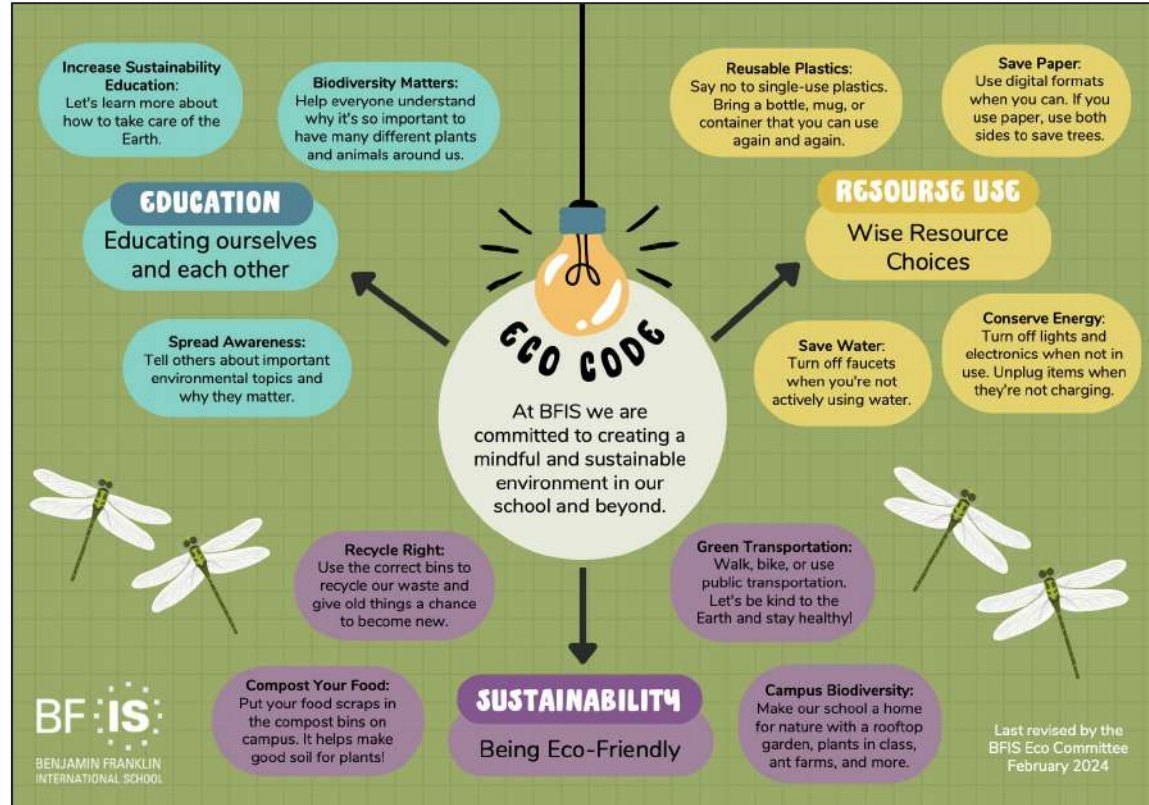 Increase Sustainability
Education:
Let's learn more about
how to take care of the
Earth.
Biodiversity Matters:
Help everyone understand
why it's so important to
have many different plants
and animals around us.
EDUCATION
Educating ourselves
and each other
Spread Awareness:
Tell others about important
environmental topics and
why they matter.
Reusable Plastics:
Say no to single-use plastics.
Bring a bottle, mug, or
container that you can use
again and again.
Save Paper:
Use digital formats
when you can. If you
use paper, use both
sides to save trees.
RESOURSE USE
Wise Resource
Choices
Save Water:
Turn off faucets
when you're not
actively using water.
Conserve Energy:
Turn off lights and
electronics when not in
use. Unplug items when
they're not charging.
ECO CODE
At BFIS we are
committed to creating a
mindful and sustainable
environment in our
school and beyond.
Recycle Right:
Use the correct bins to
recycle our waste and
give old things a chance
to become new.
Green Transportation:
Walk, bike, or use
public transportation.
Let's be kind to the
Earth and stay healthy!
Compost Your Food:
Put your food scraps in
the compost bins on
campus. It helps make
good soil for plants!
SUSTAINABILITY
Being Eco-Friendly
Campus Biodiversity:
Make our school a home
for nature with a rooftop
garden, plants in class,
ant farms, and more.
BF IS
BENJAMIN FRANKLIN
INTERNATIONAL SCHOOL
Last revised by the
BFIS Eco Committee
February 2024